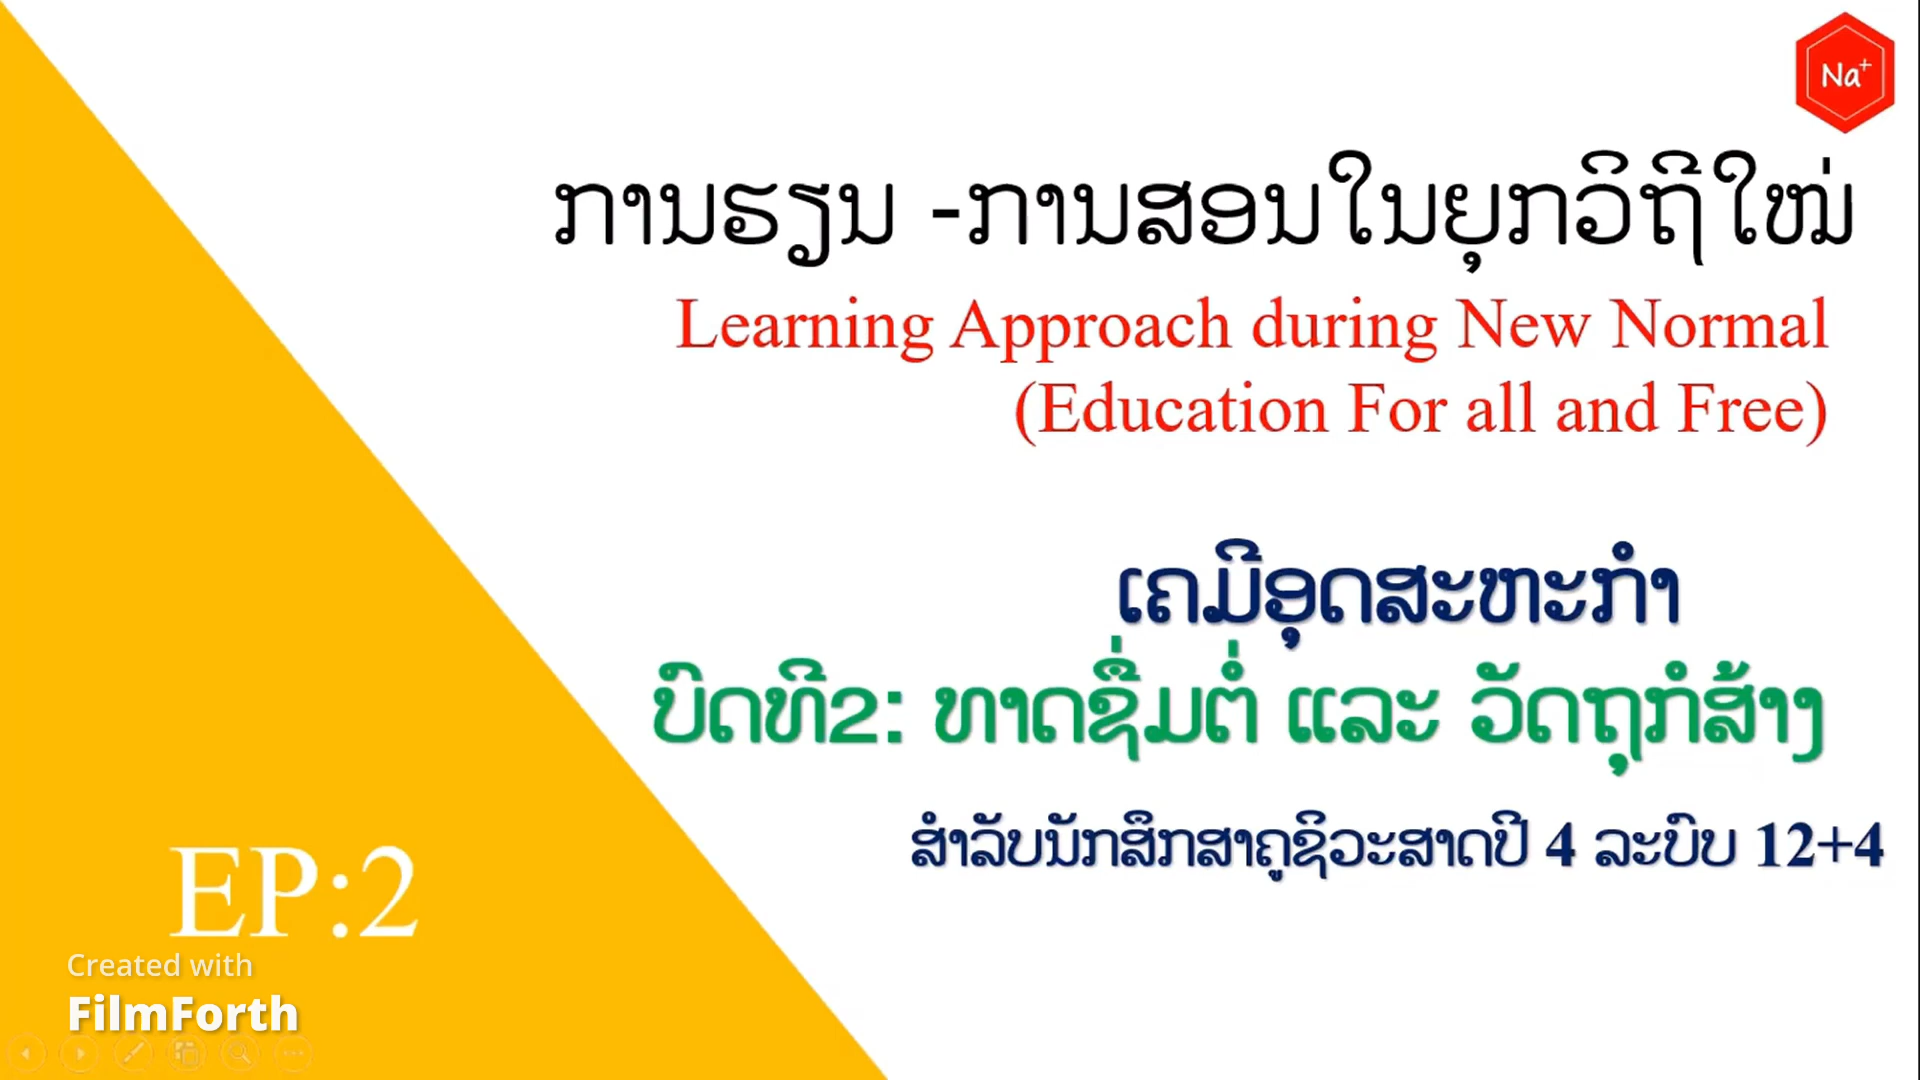 Na+
ການຮຽນ -ການສອນໃນຍຸກວິຖີໃໝ່
Learning Approach during New Normal
(Education For all and Free)
ເຄມີອຸດສະຫະກຳ
ບົດທີ2: ທາດຊື່ມຕໍ່ ແລະ ວັດຖຸກໍສ້າງ
ສຳລັບນັກສຶກສາຄູຊິວະສາດປີ 4 ລະບົບ 12+4
EP:2
Created with
FilmForth